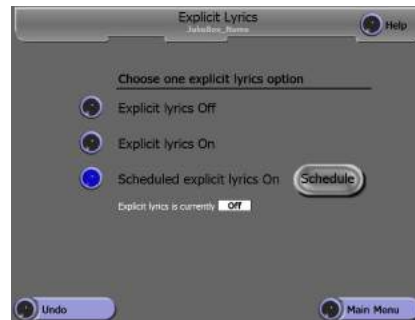 Explicit Lyrics
JukeBox_Name
Help
Choose one explicit lyrics option
Explicit lyrics Off
Explicit lyrics On
Scheduled explicit lyrics On
Schedule
Explicit lyrics is currently Off
Undo
Main Menu